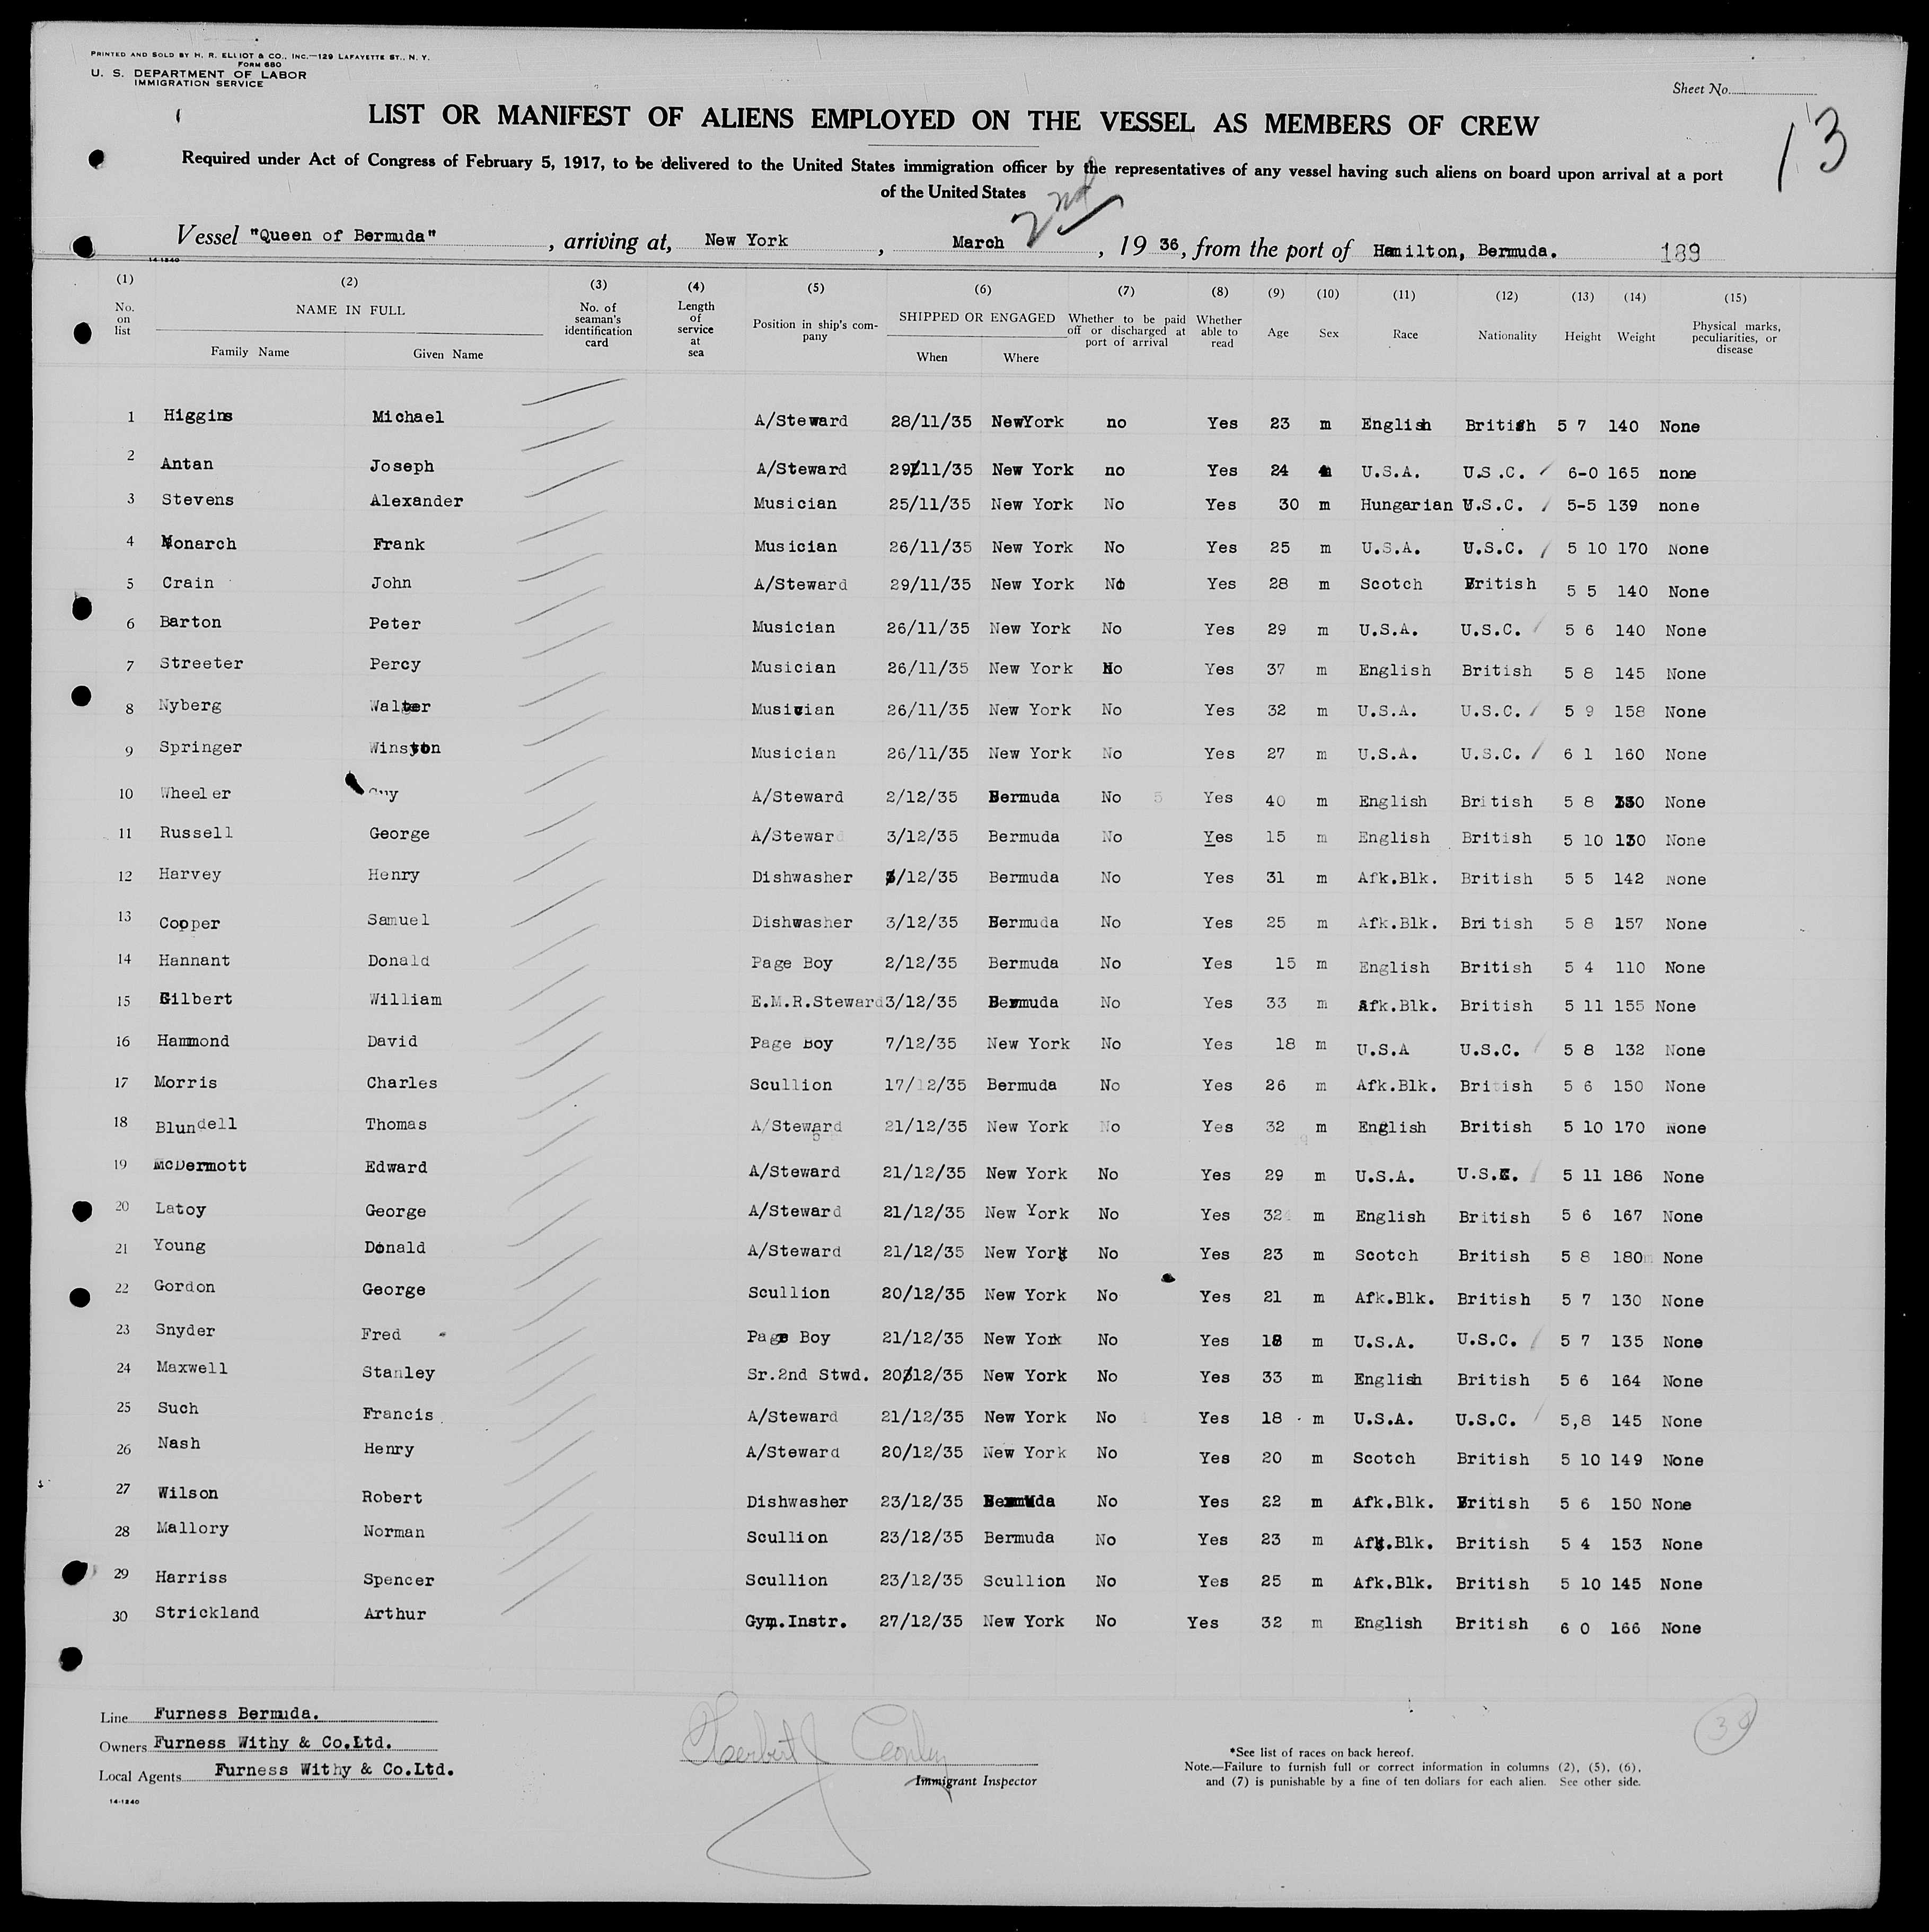 PRINTED AND SOLD BY H. R. ELLIOT & CO., INC.—129 LAFAYETTE ST., N. Y.
FORM 680
U. S. DEPARTMENT OF LABOR
IMMIGRATION SERVICE
Sheet No.
13
LIST OR MANIFEST OF ALIENS EMPLOYED ON THE VESSEL AS MEMBERS OF CREW
Required under Act of Congress of February 5, 1917, to be delivered to the United States immigration officer by the representatives of any vessel having such aliens on board upon arrival at a port
of the United States
Vessel "Queen of Bermuda", arriving at, New York, March 2nd, 1936, from the port of Hamilton, Bermuda. 189
14-1240
(1) (2) (3) (4) (5) (6) (7) (8) (9) (10) (11) (12) (13) (14) (15)
No. on list NAME IN FULL Family Name Given Name No. of seaman's identification card Length of service at sea Position in ship's company SHIPPED OR ENGAGED When Where Whether to be paid off or discharged at port of arrival Whether able to read Age Sex Race Nationality Height Weight Physical marks, peculiarities, or disease
1 Higgins Michael A/Steward 28/11/35 NewYork no Yes 23 m English British 5 7 140 None
2 Antan Joseph A/Steward 29/11/35 New York no Yes 24 m U.S.A. U.S.C. 6-0 165 none
3 Stevens Alexander Musician 25/11/35 New York No Yes 30 m Hungarian U.S.C. 5-5 139 none
4 Monarch Frank Musician 26/11/35 New York No Yes 25 m U.S.A. U.S.C. 5 10 170 None
5 Crain John A/Steward 29/11/35 New York No Yes 28 m Scotch British 5 5 140 None
6 Barton Peter Musician 26/11/35 New York No Yes 29 m U.S.A. U.S.C. 5 6 140 None
7 Streeter Percy Musician 26/11/35 New York No Yes 37 m English British 5 8 145 None
8 Nyberg Walter Musician 26/11/35 New York No Yes 32 m U.S.A. U.S.C. 5 9 158 None
9 Springer Winston Musician 26/11/35 New York No Yes 27 m U.S.A. U.S.C. 6 1 160 None
10 Wheeler Guy A/Steward 2/12/35 Bermuda No 5 Yes 40 m English British 5 8 None
11 Russell George A/Steward 3/12/35 Bermuda No Yes 15 m English British 5 10 130 None
12 Harvey Henry Dishwasher 3/12/35 Bermuda No Yes 31 m Afk.Blk. British 5 5 142 None
13 Cooper Samuel Dishwasher 3/12/35 Bermuda No Yes 25 m Afk.Blk. British 5 8 157 None
14 Hannant Donald Page Boy 2/12/35 Bermuda No Yes 15 m English British 5 4 110 None
15 Gilbert William E.M.R.Steward 3/12/35 Bermuda No Yes 33 m Afk.Blk. British 5 11 155 None
16 Hammond David Page Boy 7/12/35 New York No Yes 18 m U.S.A U.S.C. 5 8 132 None
17 Morris Charles Scullion 17/12/35 Bermuda No Yes 26 m Afk.Blk. British 5 6 150 None
18 Blundell Thomas A/Steward 21/12/35 New York No Yes 32 m English British 5 10 170 None
19 McDermott Edward A/Steward 21/12/35 New York No Yes 29 m U.S.A. U.S.C. 5 11 186 None
20 Latoy George A/Steward 21/12/35 New York No Yes 32 m English British 5 6 167 None
21 Young Donald A/Steward 21/12/35 New York No Yes 23 m Scotch British 5 8 180 None
22 Gordon George Scullion 20/12/35 New York No Yes 21 m Afk.Blk. British 5 7 130 None
23 Snyder Fred Page Boy 21/12/35 New York No Yes 18 m U.S.A. U.S.C. 5 7 135 None
24 Maxwell Stanley Sr.2nd Stwd. 20/12/35 New York No Yes 33 m English British 5 6 164 None
25 Such Francis A/Steward 21/12/35 New York No Yes 18 m U.S.A. U.S.C. 5,8 145 None
26 Nash Henry A/Steward 20/12/35 New York No Yes 20 m Scotch British 5 10 149 None
27 Wilson Robert Dishwasher 23/12/35 Bermuda No Yes 22 m Afk.Blk. British 5 6 150 None
28 Mallory Norman Scullion 23/12/35 Bermuda No Yes 23 m Afk.Blk. British 5 4 153 None
29 Harriss Spencer Scullion 23/12/35 Scullion No Yes 25 m Afk.Blk. British 5 10 145 None
30 Strickland Arthur Gym.Instr. 27/12/35 New York No Yes 32 m English British 6 0 166 None
Line Furness Bermuda.
Owners Furness Withy & Co.Ltd.
Local Agents Furness Withy & Co.Ltd.
14-1240
Immigrant Inspector
*See list of races on back hereof.
Note.—Failure to furnish full or correct information in columns (2), (5), (6),
and (7) is punishable by a fine of ten dollars for each alien. See other side.
30